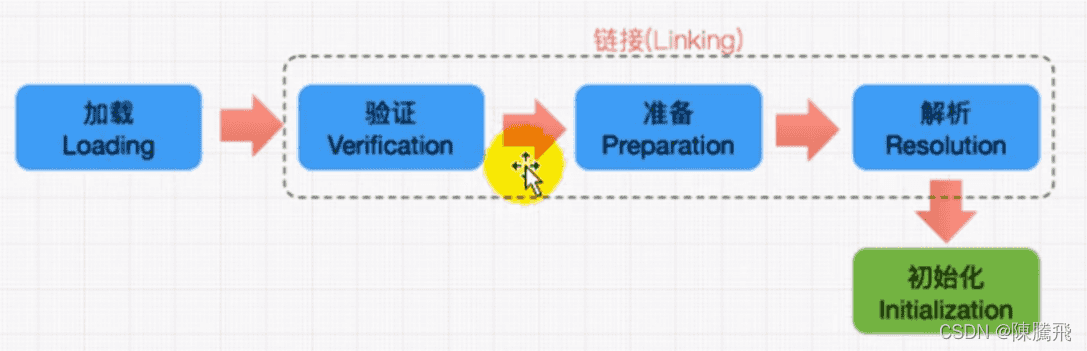 链接(Linking)
加载
Loading
验证
Verification
准备
Preparation
解析
Resolution
初始化
Initialization
CSDN @陳騰飛